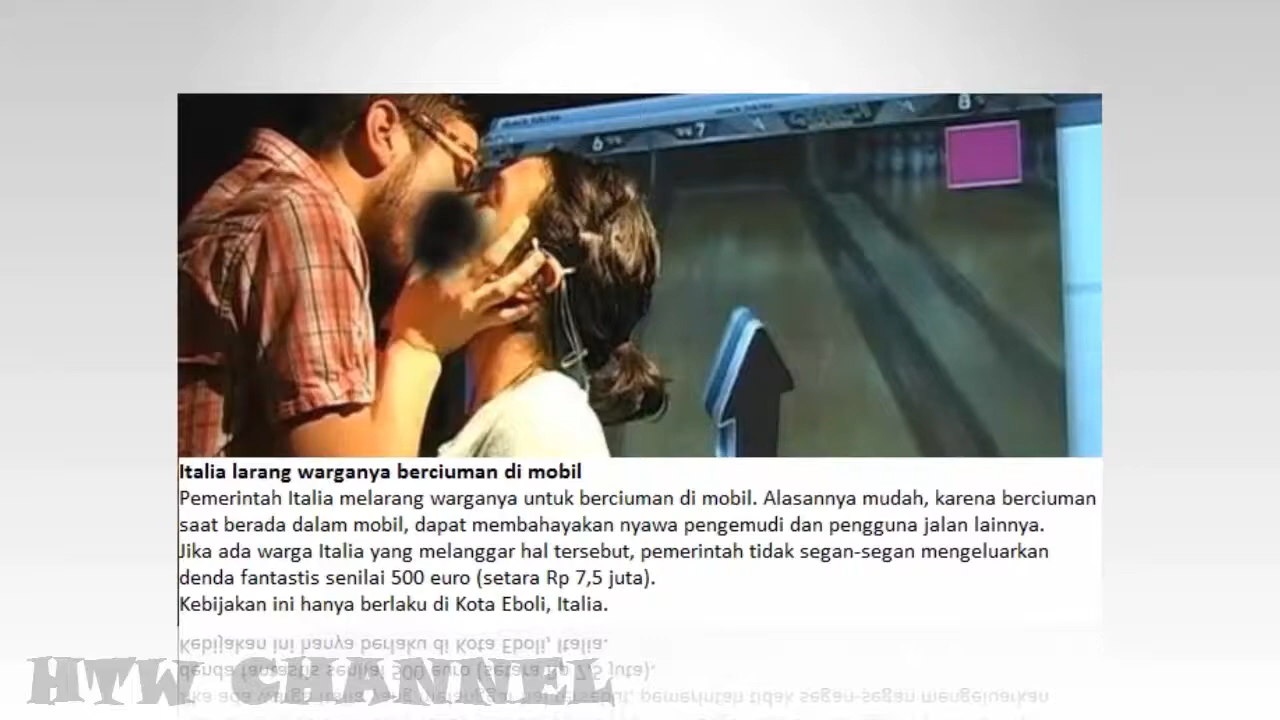 6
7
8
Italia larang warganya berciuman di mobil
Pemerintah Italia melarang warganya untuk berciuman di mobil. Alasannya mudah, karena berciuman
saat berada dalam mobil, dapat membahayakan nyawa pengemudi dan pengguna jalan lainnya.
Jika ada warga Italia yang melanggar hal tersebut, pemerintah tidak segan-segan mengeluarkan
denda fantastis senilai 500 euro (setara Rp 7,5 juta).
Kebijakan ini hanya berlaku di Kota Eboli, Italia.
HTW CHANNEL